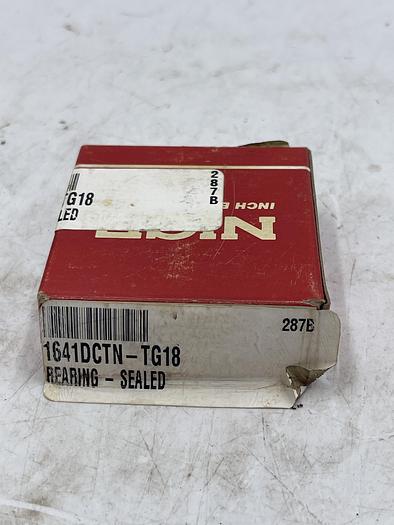 TG18
LED
287B
NICE
INCH B
287B
1641DCTN-TG18
BEARING - SEALED